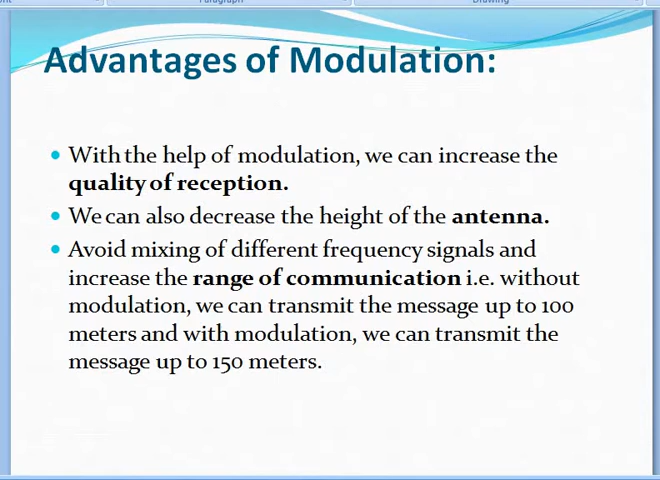 Paragraph
Drawing
Advantages of Modulation:
With the help of modulation, we can increase the
quality of reception.
We can also decrease the height of the antenna.
Avoid mixing of different frequency signals and
increase the range of communication i.e. without
modulation, we can transmit the message up to 100
meters and with modulation, we can transmit the
message up to 150 meters.